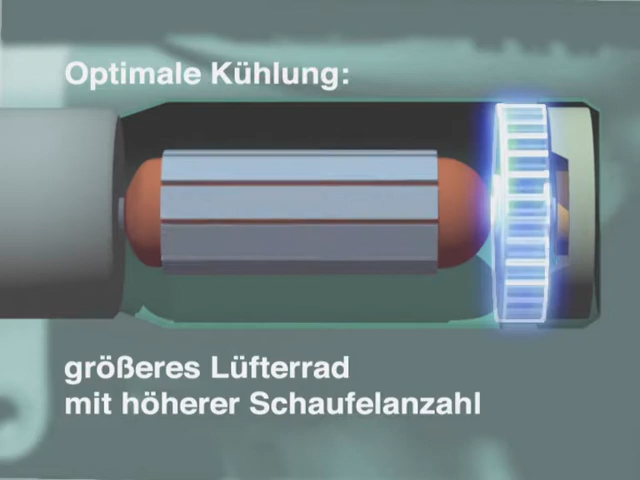 Optimale Kühlung:
größeres Lüfterrad
mit höherer Schaufelanzahl